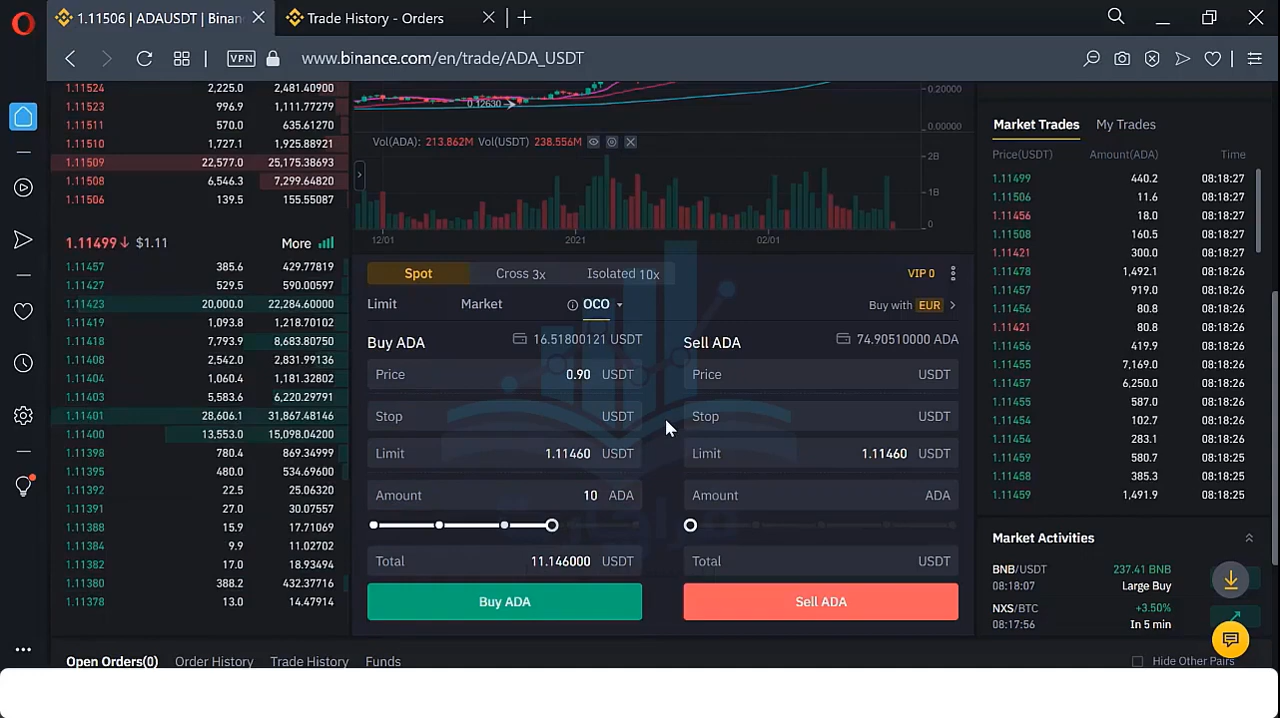 1.11506 | ADAUSDT | Binan
Trade History - Orders
VPN
www.binance.com/en/trade/ADA_USDT
1.11524 2,225.0 2,481.40900
1.11523 996.9 1,111.77279
1.11511 570.0 635.61270
1.11510 1,727.1 1,925.88911
1.11509 22,577.0 25,175.38693
1.11508 6,546.3 7,299.64820
1.11506 139.5 155.55087
1.11499↓ $1.11 More
1.11457 385.6 429.77819
1.11427 529.5 590.00059
1.11423 20,000.0 22,284.60000
1.11419 1,093.8 1,218.70102
1.11418 7,793.9 8,683.80750
1.11408 2,542.0 2,831.99136
1.11404 1,060.4 1,181.32802
1.11403 5,583.6 6,220.29791
1.11401 28,606.1 31,867.48146
1.11400 13,553.0 15,098.04200
1.11398 780.4 869.34999
1.11395 480.0 534.69600
1.11392 22.5 25.06320
1.11391 27.0 30.07557
1.11388 15.9 17.71069
1.11384 9.9 11.02702
1.11382 17.0 18.93494
1.11380 388.2 432.37716
1.11378 13.0 14.47914
0.12630
0.20000
0.00000
Vol(ADA): 213.862M Vol(USDT) 238.556M
2B
1B
0
12/01 2021 02/01
Spot Cross 3x Isolated 10x VIP 0
Limit Market OCO Buy with EUR
Buy ADA 16.51800121 USDT
Price 0.90 USDT
Stop USDT
Limit 1.11460 USDT
Amount 10 ADA
Total 11.146000 USDT
Buy ADA
Sell ADA 74.90510000 ADA
Price USDT
Stop USDT
Limit 1.11460 USDT
Amount ADA
Total USDT
Sell ADA
Market Trades My Trades
Price(USDT) Amount(ADA) Time
1.11499 440.2 08:18:27
1.11506 11.6 08:18:27
1.11456 18.0 08:18:27
1.11508 160.5 08:18:27
1.11421 300.0 08:18:27
1.11478 1,492.1 08:18:26
1.11457 919.0 08:18:26
1.11456 80.8 08:18:26
1.11421 80.8 08:18:26
1.11456 419.9 08:18:26
1.11455 7,169.0 08:18:26
1.11457 6,250.0 08:18:26
1.11455 587.0 08:18:26
1.11454 102.7 08:18:26
1.11454 283.1 08:18:26
1.11459 580.7 08:18:25
1.11458 385.3 08:18:25
1.11459 1,491.9 08:18:25
Market Activities
BNB/USDT 237.41 BNB
08:18:07 Large Buy
NXS/BTC +3.50%
08:17:56 In 5 min
Open Orders(0) Order History Trade History Funds Hide Other Pairs